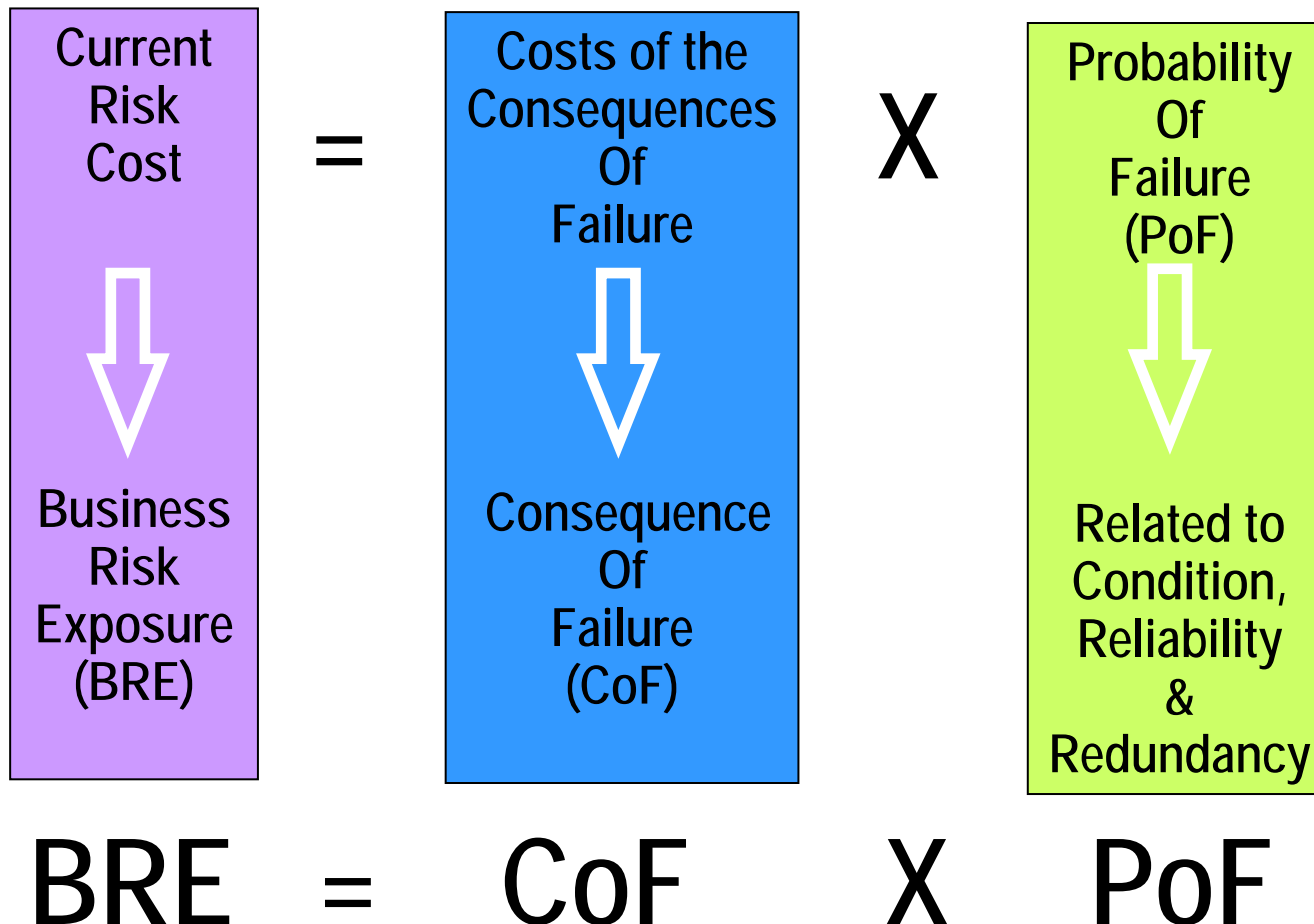 Current
Risk
Cost
=
Costs of the
Consequences
Of
Failure
X
Probability
Of
Failure
(PoF)
Business
Risk
Exposure
(BRE)
Consequence
Of
Failure
(CoF)
Related to
Condition,
Reliability
&
Redundancy
BRE = CoF X PoF